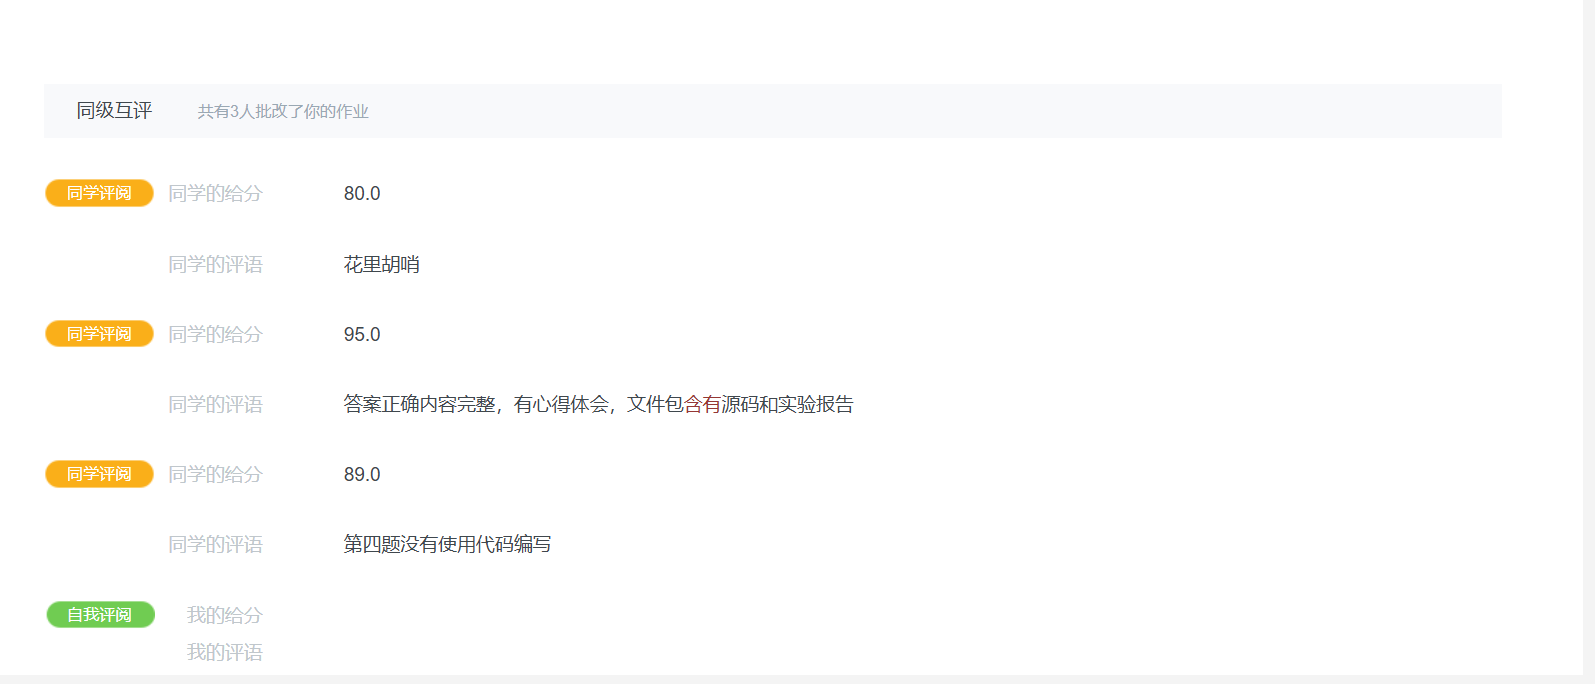 同级互评 共有3人批改了你的作业
同学评阅 同学的给分 80.0
同学的评语 花里胡哨
同学评阅 同学的给分 95.0
同学的评语 答案正确内容完整，有心得体会，文件包含有源码和实验报告
同学评阅 同学的给分 89.0
同学的评语 第四题没有使用代码编写
自我评阅 我的给分
我的评语